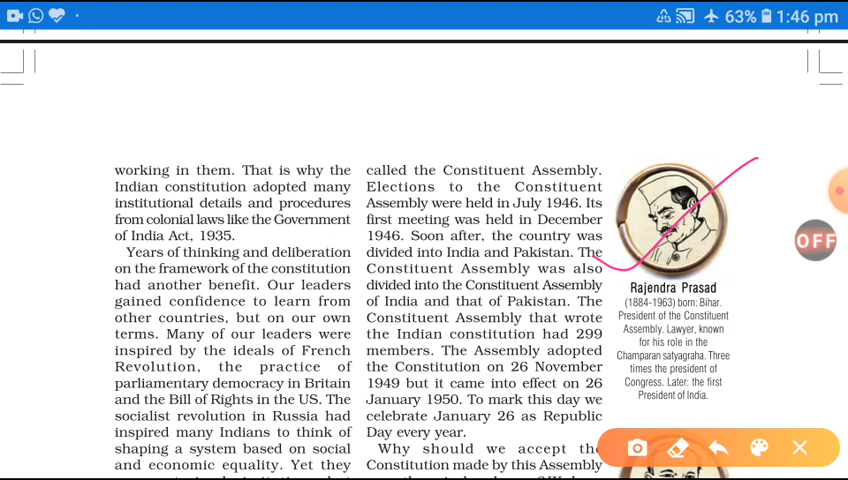 63% 1:46 pm
working in them. That is why the
Indian constitution adopted many
institutional details and procedures
from colonial laws like the Government
of India Act, 1935.
Years of thinking and deliberation
on the framework of the constitution
had another benefit. Our leaders
gained confidence to learn from
other countries, but on our own
terms. Many of our leaders were
inspired by the ideals of French
Revolution, the practice of
parliamentary democracy in Britain
and the Bill of Rights in the US. The
socialist revolution in Russia had
inspired many Indians to think of
shaping a system based on social
and economic equality. Yet they
called the Constituent Assembly.
Elections to the Constituent
Assembly were held in July 1946. Its
first meeting was held in December
1946. Soon after, the country was
divided into India and Pakistan. The
Constituent Assembly was also
divided into the Constituent Assembly
of India and that of Pakistan. The
Constituent Assembly that wrote
the Indian constitution had 299
members. The Assembly adopted
the Constitution on 26 November
1949 but it came into effect on 26
January 1950. To mark this day we
celebrate January 26 as Republic
Day every year.
Why should we accept the
Constitution made by this Assembly
Rajendra Prasad
(1884-1963) born: Bihar.
President of the Constituent
Assembly. Lawyer, known
for his role in the
Champaran satyagraha. Three
times the president of
Congress. Later: the first
President of India.
OFF